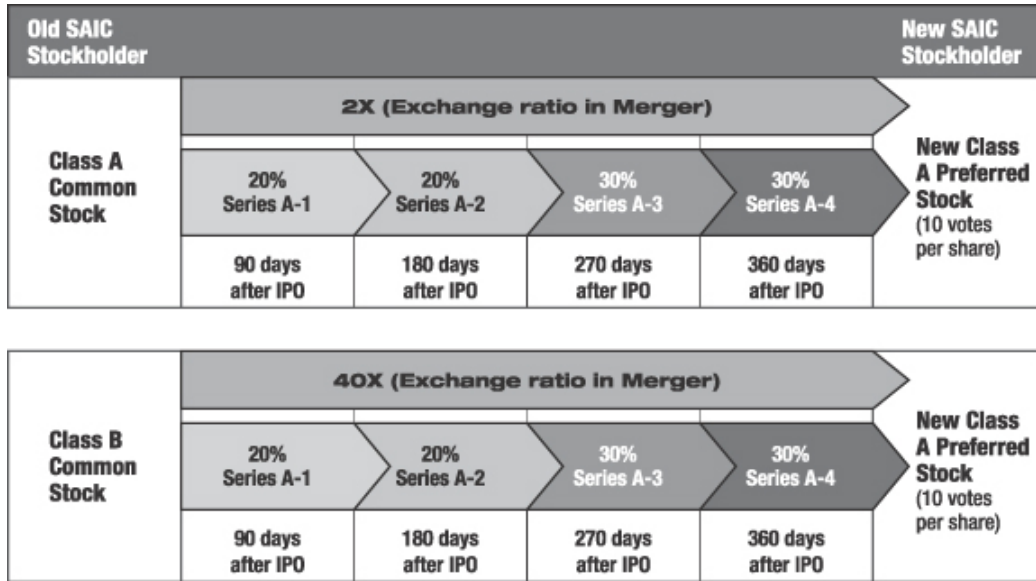 Old SAIC
Stockholder
New SAIC
Stockholder
2X (Exchange ratio in Merger)
Class A
Common
Stock
20%
Series A-1
20%
Series A-2
30%
Series A-3
30%
Series A-4
New Class
A Preferred
Stock
(10 votes
per share)
90 days
after IPO
180 days
after IPO
270 days
after IPO
360 days
after IPO
40X (Exchange ratio in Merger)
Class B
Common
Stock
20%
Series A-1
20%
Series A-2
30%
Series A-3
30%
Series A-4
New Class
A Preferred
Stock
(10 votes
per share)
90 days
after IPO
180 days
after IPO
270 days
after IPO
360 days
after IPO